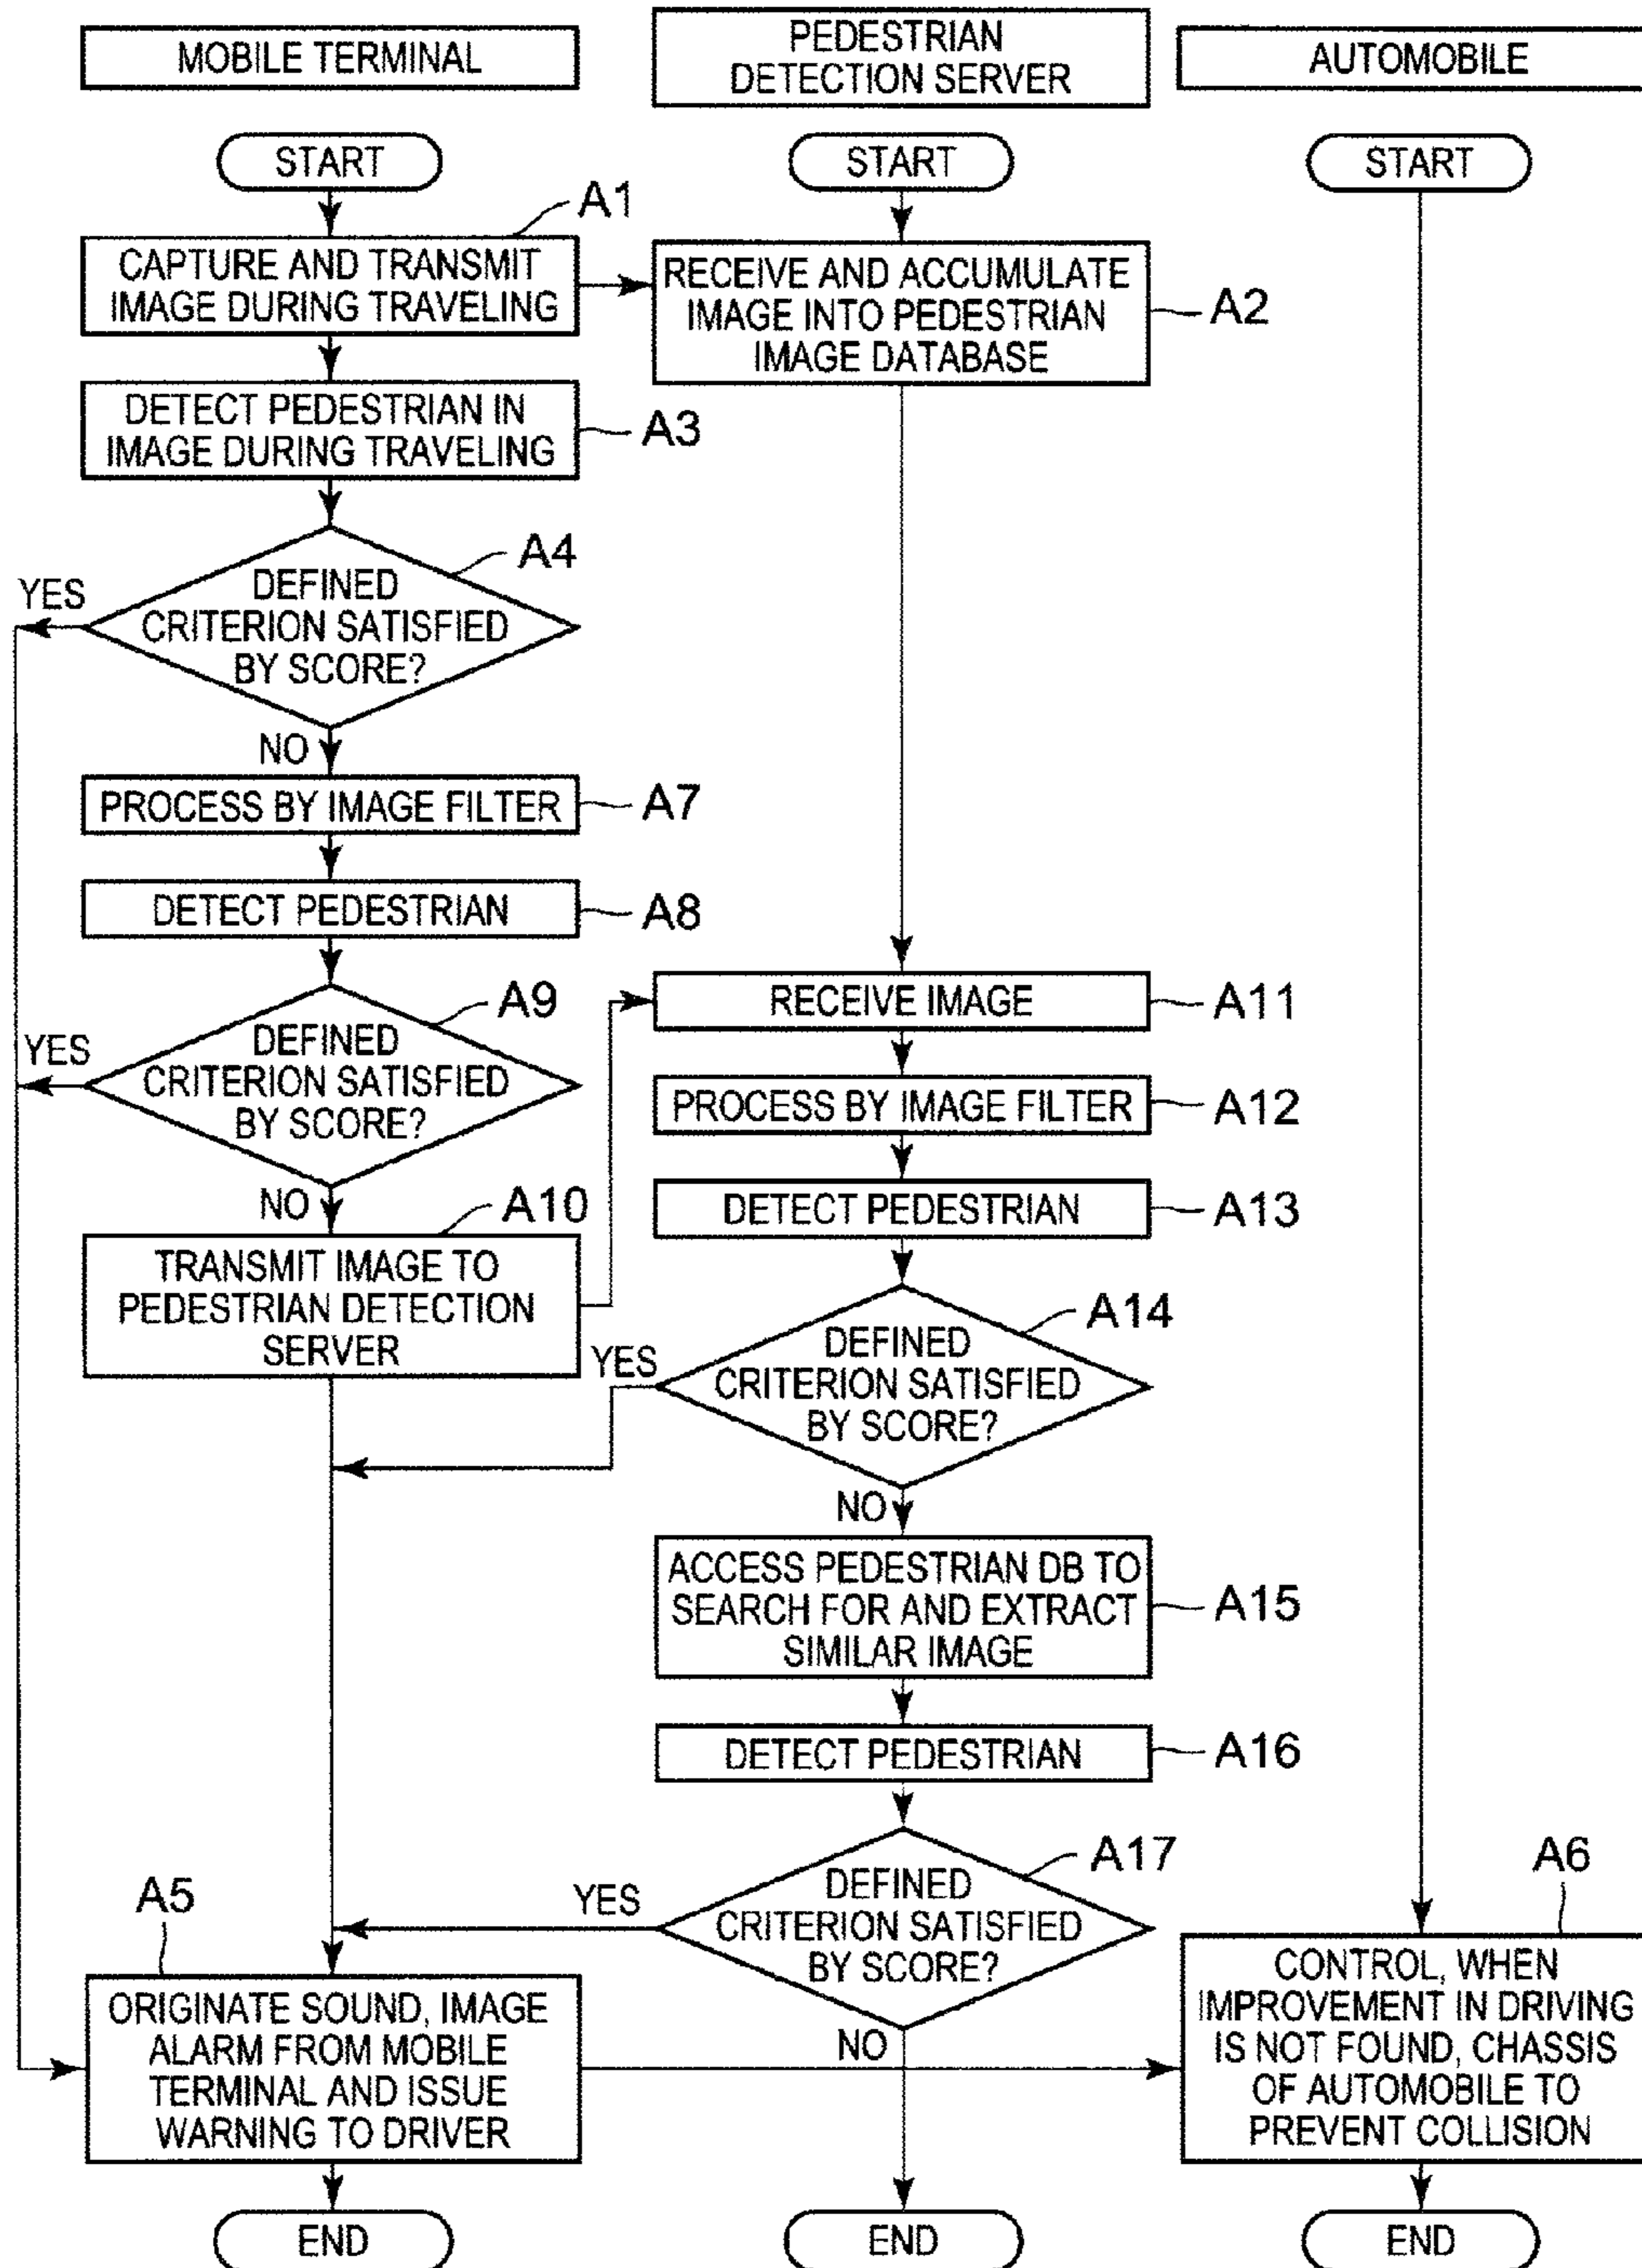 MOBILE TERMINAL
PEDESTRIAN
DETECTION SERVER
AUTOMOBILE
START
START
START
A1
CAPTURE AND TRANSMIT
IMAGE DURING TRAVELING
RECEIVE AND ACCUMULATE
IMAGE INTO PEDESTRIAN
IMAGE DATABASE
A2
DETECT PEDESTRIAN IN
IMAGE DURING TRAVELING
A3
A4
YES
DEFINED
CRITERION SATISFIED
BY SCORE?
NO
PROCESS BY IMAGE FILTER
A7
DETECT PEDESTRIAN
A8
A9
YES
DEFINED
CRITERION SATISFIED
BY SCORE?
NO
A10
TRANSMIT IMAGE TO
PEDESTRIAN DETECTION
SERVER
RECEIVE IMAGE
A11
PROCESS BY IMAGE FILTER
A12
DETECT PEDESTRIAN
A13
A14
YES
DEFINED
CRITERION SATISFIED
BY SCORE?
NO
ACCESS PEDESTRIAN DB TO
SEARCH FOR AND EXTRACT
SIMILAR IMAGE
A15
DETECT PEDESTRIAN
A16
A17
YES
DEFINED
CRITERION SATISFIED
BY SCORE?
NO
A5
ORIGINATE SOUND, IMAGE
ALARM FROM MOBILE
TERMINAL AND ISSUE
WARNING TO DRIVER
A6
CONTROL, WHEN
IMPROVEMENT IN DRIVING
IS NOT FOUND, CHASSIS
OF AUTOMOBILE TO
PREVENT COLLISION
END
END
END